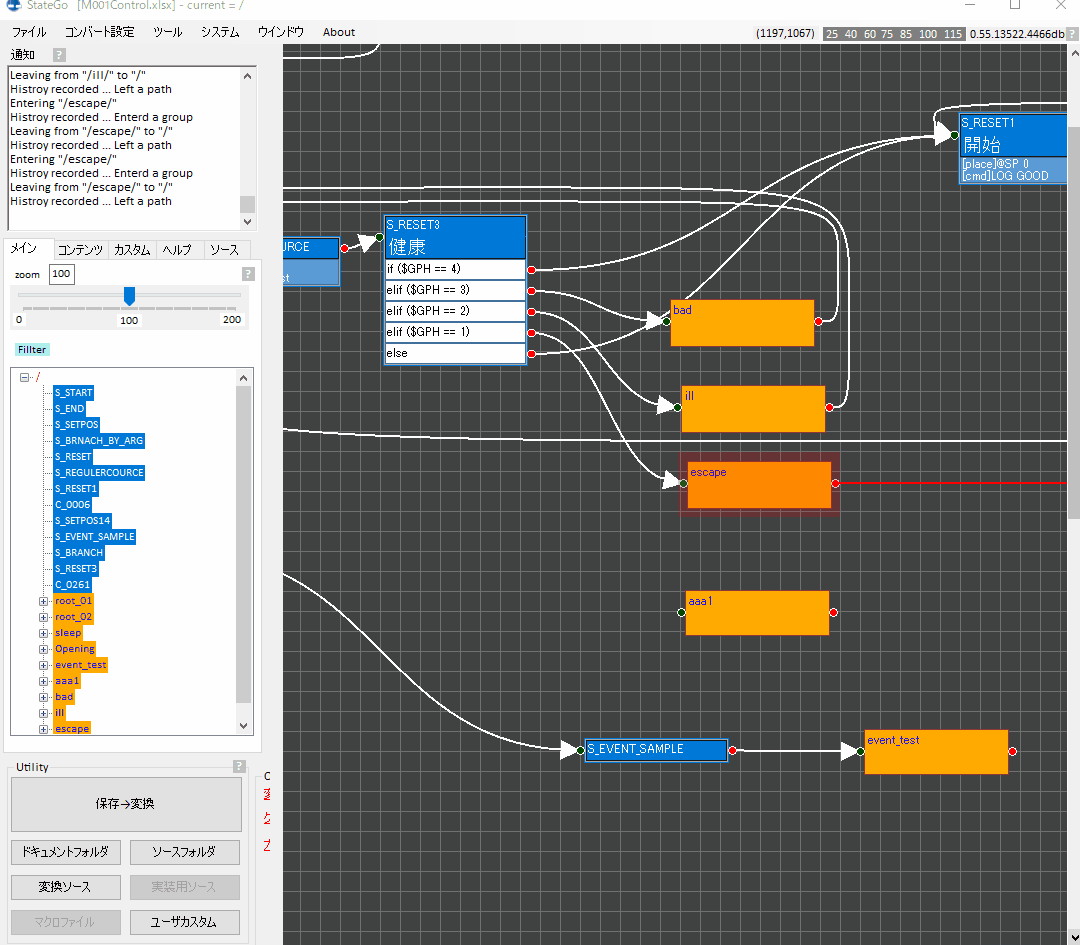 StateGo [M001Control.xlsx] - current = /
ファイル コンバート設定 ツール システム ウインドウ About
(1197,1067) 25 40 60 75 85 100 115 0.55.13522.4466db ?
通知 ?
Leaving from "/ill/" to "/"
Histroy recorded ... Left a path
Entering "/escape/"
Histroy recorded ... Enterd a group
Leaving from "/escape/" to "/"
Histroy recorded ... Left a path
Entering "/escape/"
Histroy recorded ... Enterd a group
Leaving from "/escape/" to "/"
Histroy recorded ... Left a path
メイン コンテンツ カスタム ヘルプ ソース
zoom 100 ?
0 100 200
Fillter
/
S_START
S_END
S_SETPOS
S_BRNACH_BY_ARG
S_RESET
S_REGULERCOURCE
S_RESET1
C_0006
S_SETPOS14
S_EVENT_SAMPLE
S_BRANCH
S_RESET3
C_0261
root_01
root_02
sleep
Opening
event_test
aaa1
bad
ill
escape
Utility ?
保存→変換
ドキュメントフォルダ ソースフォルダ
変換ソース 実装用ソース
マクロファイル ユーザカスタム
S_RESET1
開始
[place]@SP 0
[cmd]LOG GOOD
URCE
st
S_RESET3
健康
if ($GPH == 4)
elif ($GPH == 3)
elif ($GPH == 2)
elif ($GPH == 1)
else
bad
ill
escape
aaa1
S_EVENT_SAMPLE
event_test